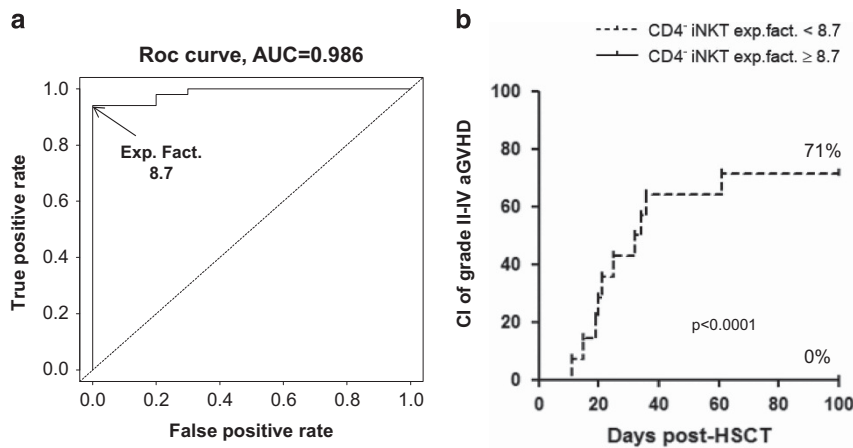 a
Roc curve, AUC=0.986
1.0
0.8
0.6
0.4
0.2
0.0
True positive rate
Exp. Fact.
8.7
0.0 0.2 0.4 0.6 0.8 1.0
False positive rate
b
CD4⁻ iNKT exp.fact. < 8.7
CD4⁻ iNKT exp.fact. ≥ 8.7
100
80
60
40
20
0
CI of grade II-IV aGVHD
71%
p<0.0001
0%
0 20 40 60 80 100
Days post-HSCT